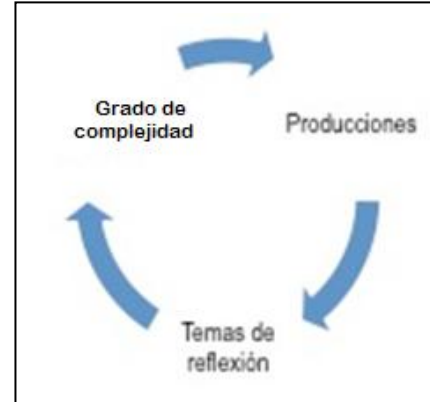 Grado de
complejidad
Producciones
Temas de
reflexión